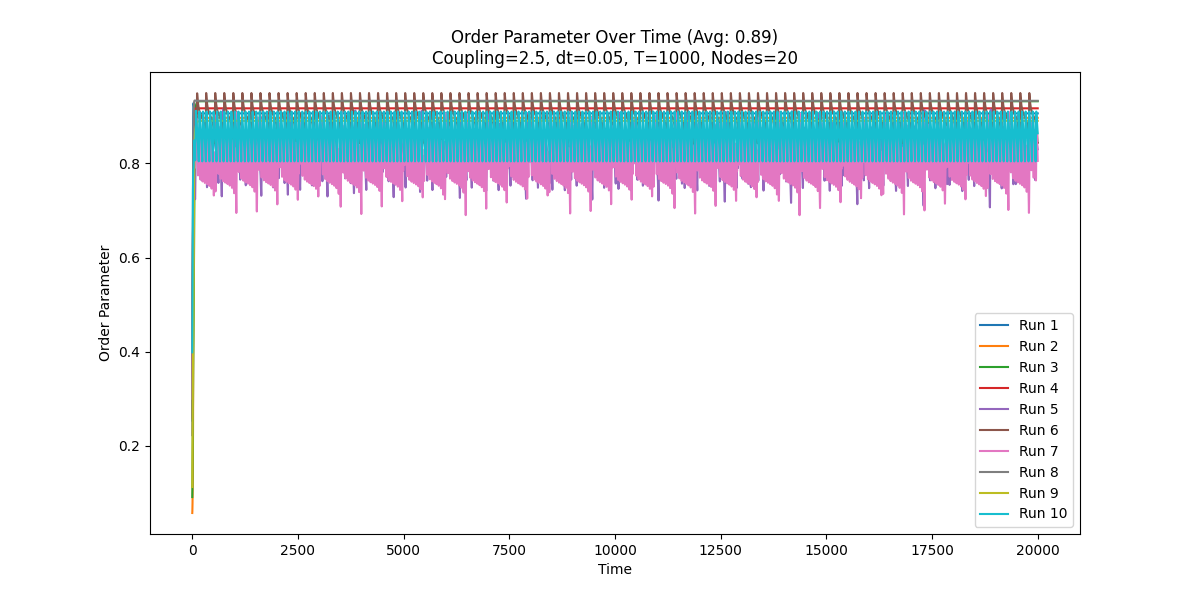 Order Parameter Over Time (Avg: 0.89)
Coupling=2.5, dt=0.05, T=1000, Nodes=20
Order Parameter
0.8
0.6
0.4
0.2
0
2500
5000
7500
10000
12500
15000
17500
20000
Time
Run 1
Run 2
Run 3
Run 4
Run 5
Run 6
Run 7
Run 8
Run 9
Run 10